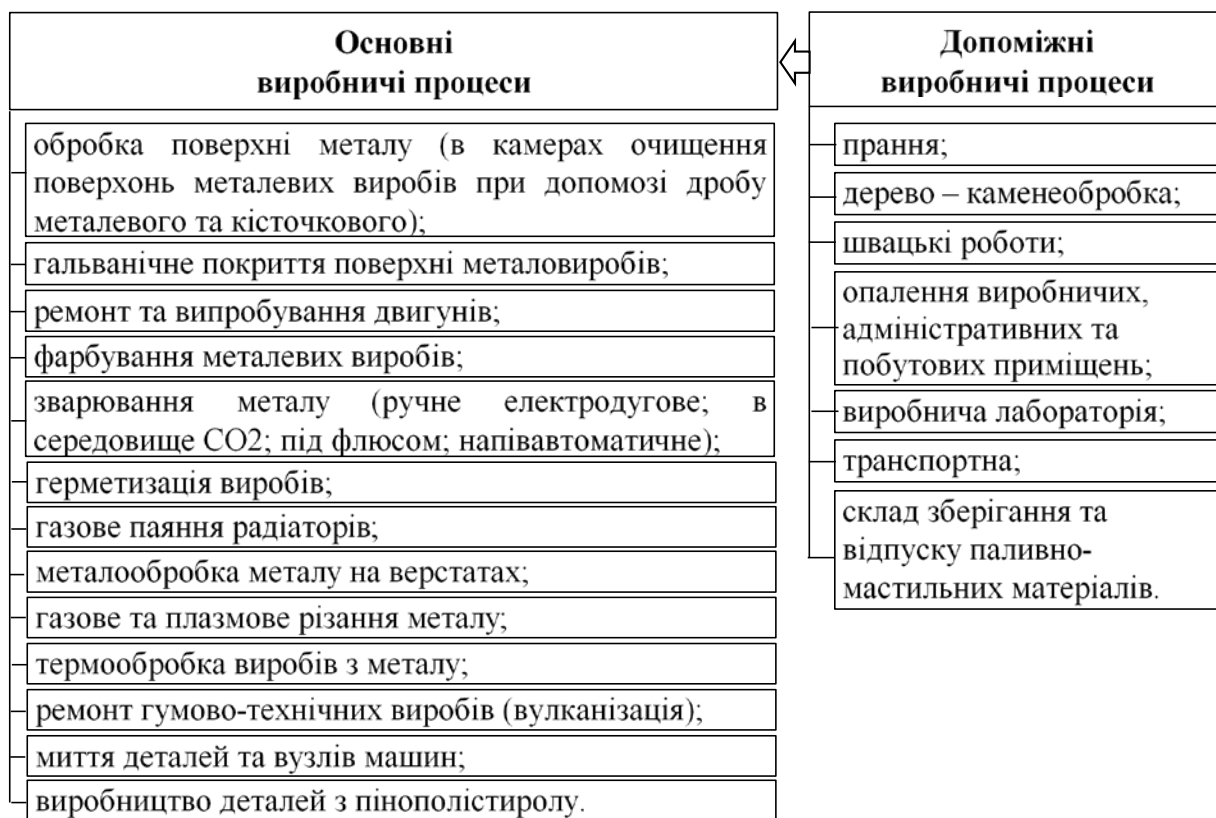 Основні
виробничі процеси
обробка поверхні металу (в камерах очищення
поверхонь металевих виробів при допомозі дробу
металевого та кісточкового);
гальванічне покриття поверхні металовиробів;
ремонт та випробування двигунів;
фарбування металевих виробів;
зварювання металу (ручне електродугове; в
середовище СО2; під флюсом; напівавтоматичне);
герметизація виробів;
газове паяння радіаторів;
металообробка металу на верстатах;
газове та плазмове різання металу;
термообробка виробів з металу;
ремонт гумово-технічних виробів (вулканізація);
миття деталей та вузлів машин;
виробництво деталей з пінополістиролу.
Допоміжні
виробничі процеси
прання;
дерево – каменеобробка;
швацькі роботи;
опалення виробничих,
адміністративних та
побутових приміщень;
виробнича лабораторія;
транспортна;
склад зберігання та
відпуску паливно-
мастильних матеріалів.